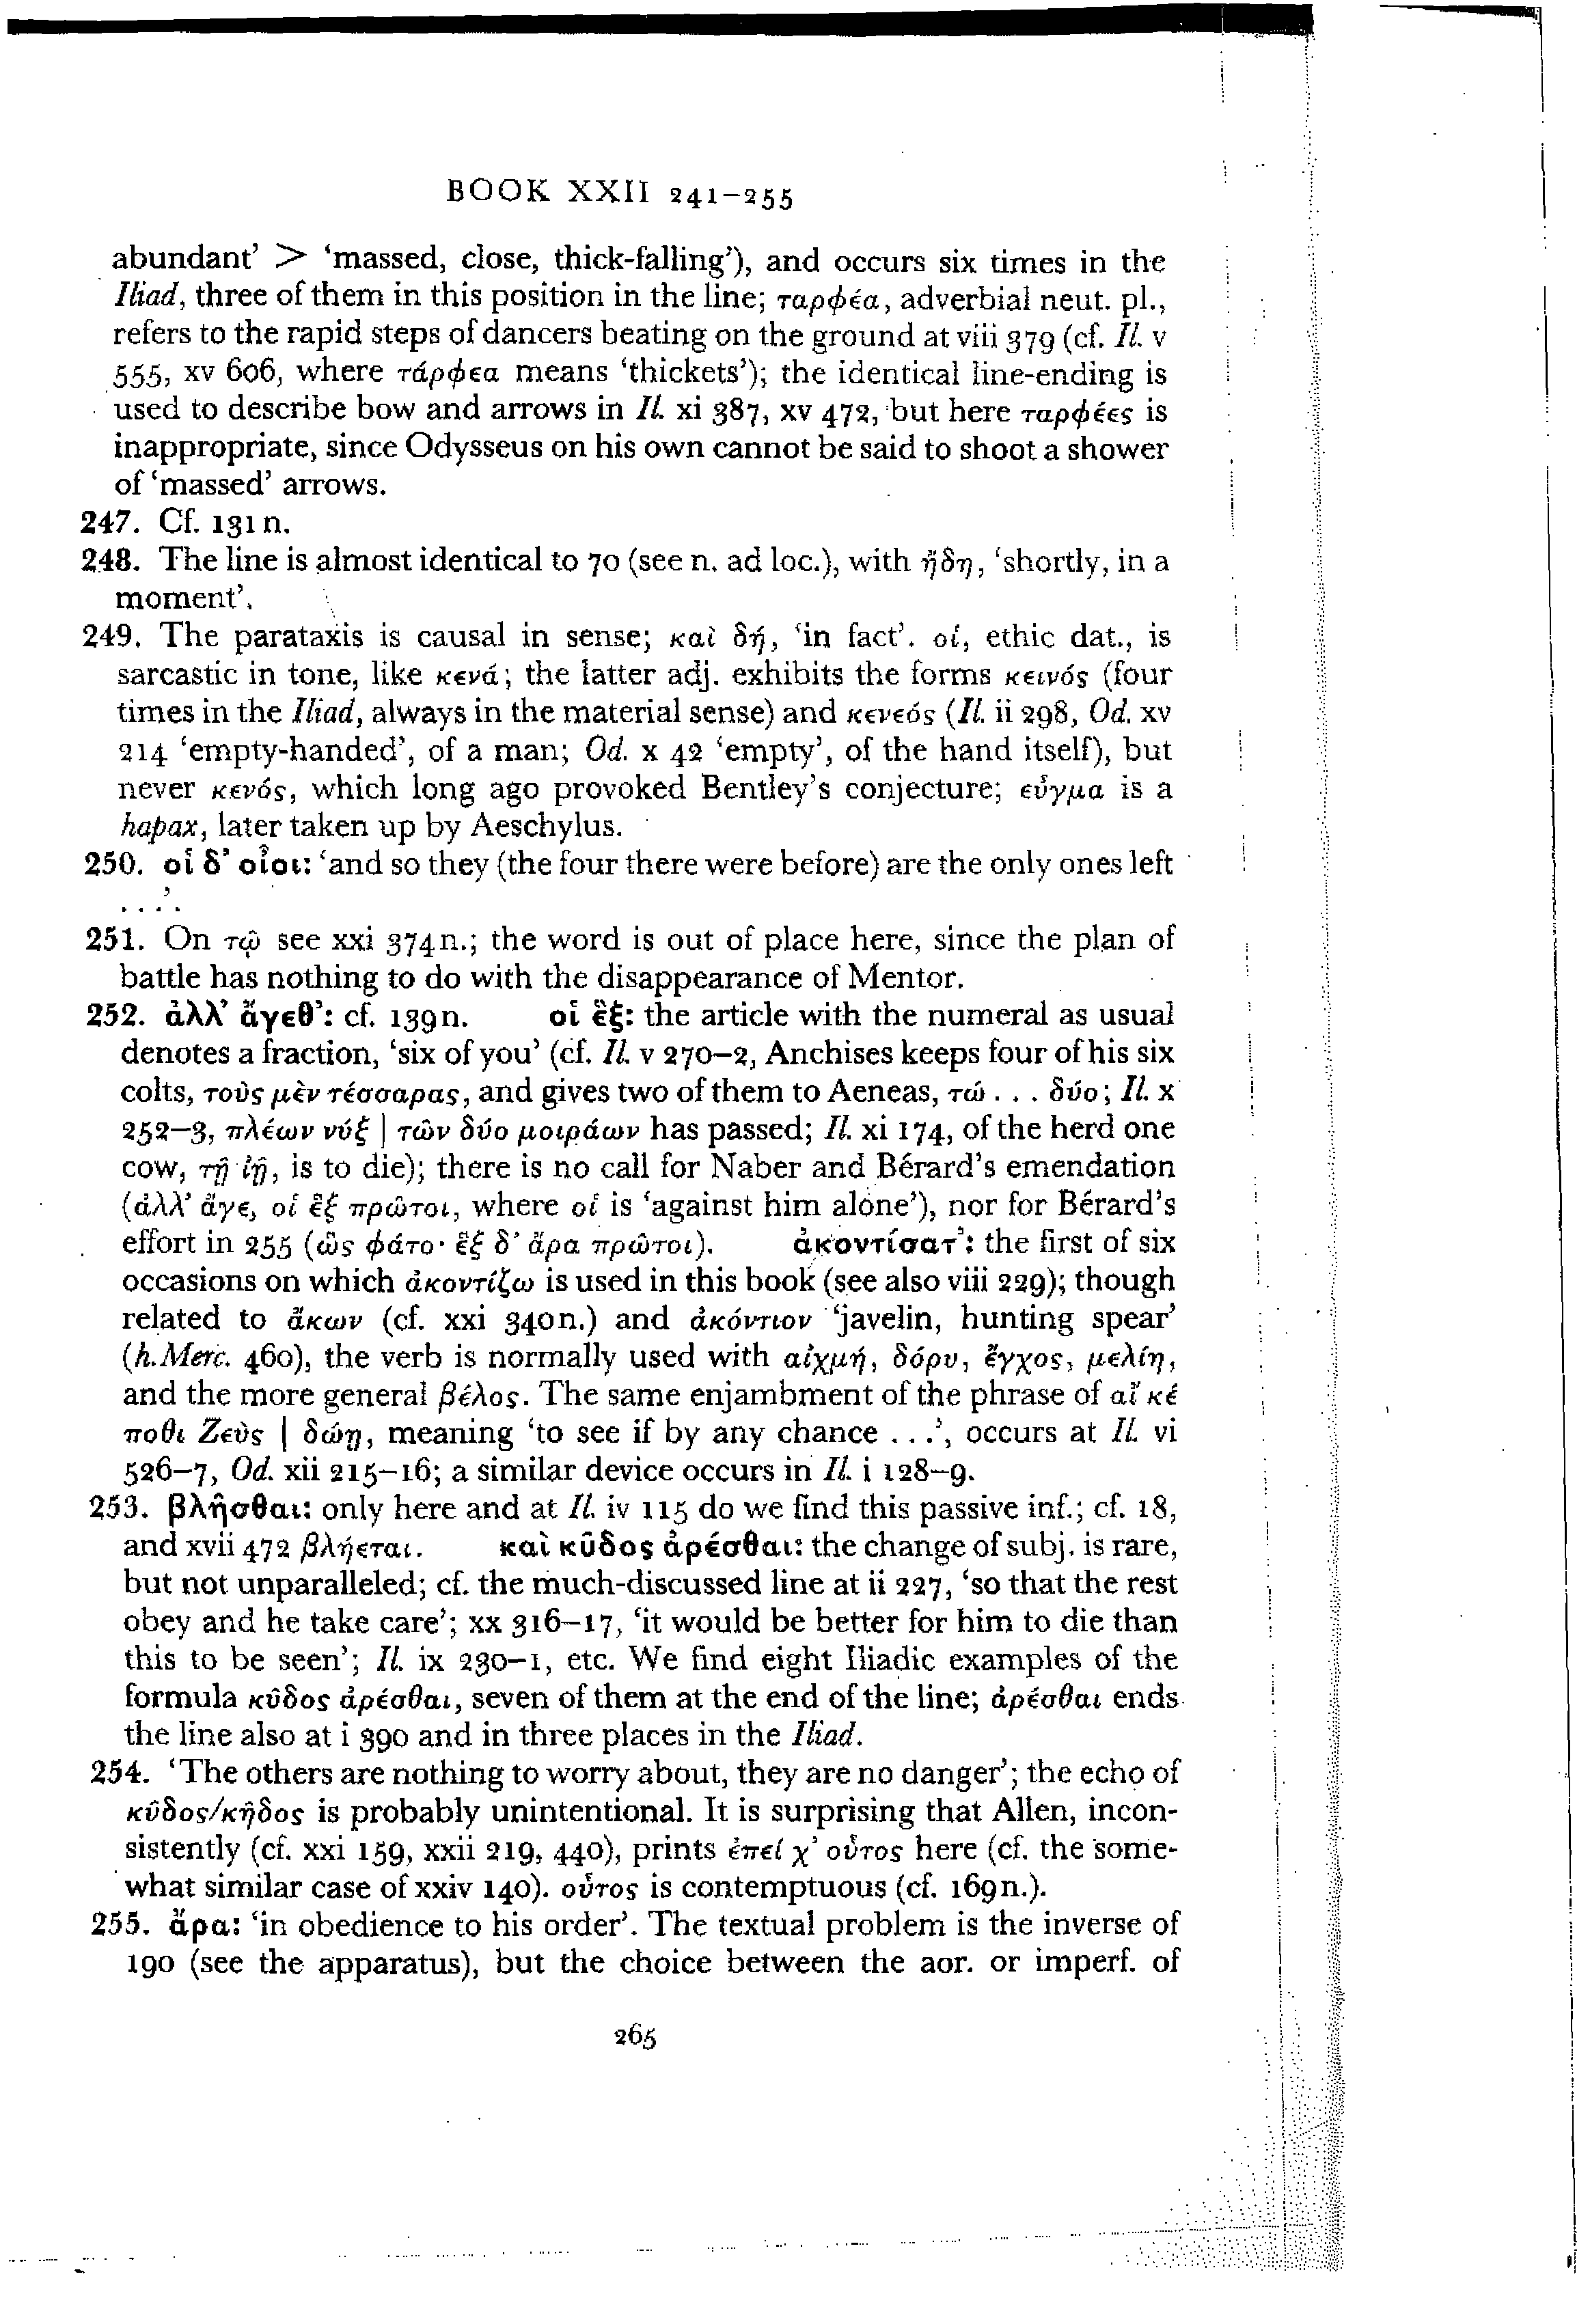 BOOK XXII 241–255
abundant’ > ‘massed, close, thick-falling’), and occurs six times in the
Iliad, three of them in this position in the line; ταρφέα, adverbial neut. pl.,
refers to the rapid steps of dancers beating on the ground at viii 379 (cf. Il. v
555, xv 606, where τάρφεα means ‘thickets’); the identical line-ending is
used to describe bow and arrows in Il. xi 387, xv 472, but here ταρφέες is
inappropriate, since Odysseus on his own cannot be said to shoot a shower
of ‘massed’ arrows.
247. Cf. 131 n.
248. The line is almost identical to 70 (see n. ad loc.), with ἤδη, ‘shortly, in a
moment’.
249. The parataxis is causal in sense; καὶ δή, ‘in fact’. οἱ, ethic dat., is
sarcastic in tone, like κενά; the latter adj. exhibits the forms κεινός (four
times in the Iliad, always in the material sense) and κενεός (Il. ii 298, Od. xv
214 ‘empty-handed’, of a man; Od. x 42 ‘empty’, of the hand itself), but
never κενός, which long ago provoked Bentley’s conjecture; εὖγμα is a
hapax, later taken up by Aeschylus.
250. οἱ δ’ οἶοι: ‘and so they (the four there were before) are the only ones left
. . . .’
251. On τῷ see xxi 374 n.; the word is out of place here, since the plan of
battle has nothing to do with the disappearance of Mentor.
252. ἀλλ’ ἄγεθ’: cf. 139 n. οἱ ἕξ: the article with the numeral as usual
denotes a fraction, ‘six of you’ (cf. Il. v 270–2, Anchises keeps four of his six
colts, τοὺς μὲν τέσσαρας, and gives two of them to Aeneas, τώ . . . δύο; Il. x
252–3, πλέων νύξ | τῶν δύο μοιράων has passed; Il. xi 174, of the herd one
cow, τῇ ἰῇ, is to die); there is no call for Naber and Bérard’s emendation
(ἀλλ’ ἄγε, οἱ ἓξ πρῶτοι, where οἱ is ‘against him alone’), nor for Bérard’s
effort in 255 (ὣς φάτο· ἓξ δ’ ἄρα πρῶτοι). ἀκοντίσατ’: the first of six
occasions on which ἀκοντίζω is used in this book (see also viii 229); though
related to ἄκων (cf. xxi 340 n.) and ἀκόντιον ‘javelin, hunting spear’
(h.Merc. 460), the verb is normally used with αἰχμή, δόρυ, ἔγχος, μελίη,
and the more general βέλος. The same enjambment of the phrase of αἴ κέ
ποθι Ζεὺς | δώῃ, meaning ‘to see if by any chance . . .’, occurs at Il. vi
526–7, Od. xii 215–16; a similar device occurs in Il. i 128–9.
253. βλῆσθαι: only here and at Il. iv 115 do we find this passive inf.; cf. 18,
and xvii 472 βλήεται. καὶ κῦδος ἀρέσθαι: the change of subj. is rare,
but not unparalleled; cf. the much-discussed line at ii 227, ‘so that the rest
obey and he take care’; xx 316–17, ‘it would be better for him to die than
this to be seen’; Il. ix 230–1, etc. We find eight Iliadic examples of the
formula κῦδος ἀρέσθαι, seven of them at the end of the line; ἀρέσθαι ends
the line also at i 390 and in three places in the Iliad.
254. ‘The others are nothing to worry about, they are no danger’; the echo of
κῦδος/κῆδος is probably unintentional. It is surprising that Allen, incon-
sistently (cf. xxi 159, xxii 219, 440), prints ἐπεί χ’ οὗτος here (cf. the some-
what similar case of xxiv 140). οὗτος is contemptuous (cf. 169 n.).
255. ἄρα: ‘in obedience to his order’. The textual problem is the inverse of
190 (see the apparatus), but the choice between the aor. or imperf. of
265